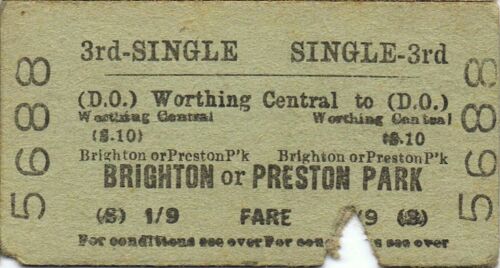 3rd-SINGLE SINGLE-3rd
(D.O.) Worthing Central to (D.O.)
Worthing Central Worthing Central
(S.10) (S.10
Brighton or Preston P'k Brighton or Preston P'k
BRIGHTON or PRESTON PARK
(S) 1/9 FARE /9 (S)
For conditions see over For con see over
5688
5688